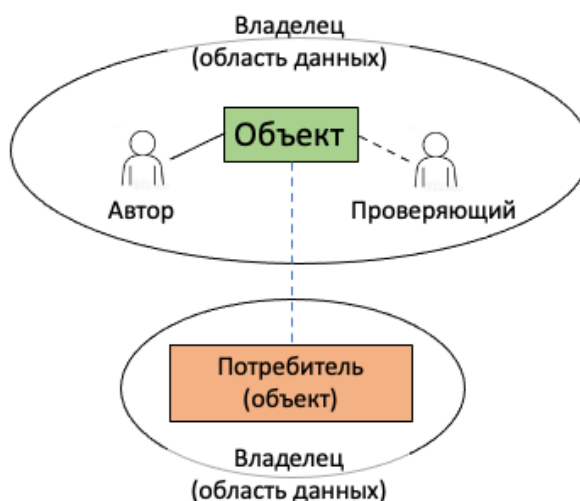 Владелец
(область данных)
Объект
Автор
Проверяющий
Потребитель
(объект)
Владелец
(область данных)